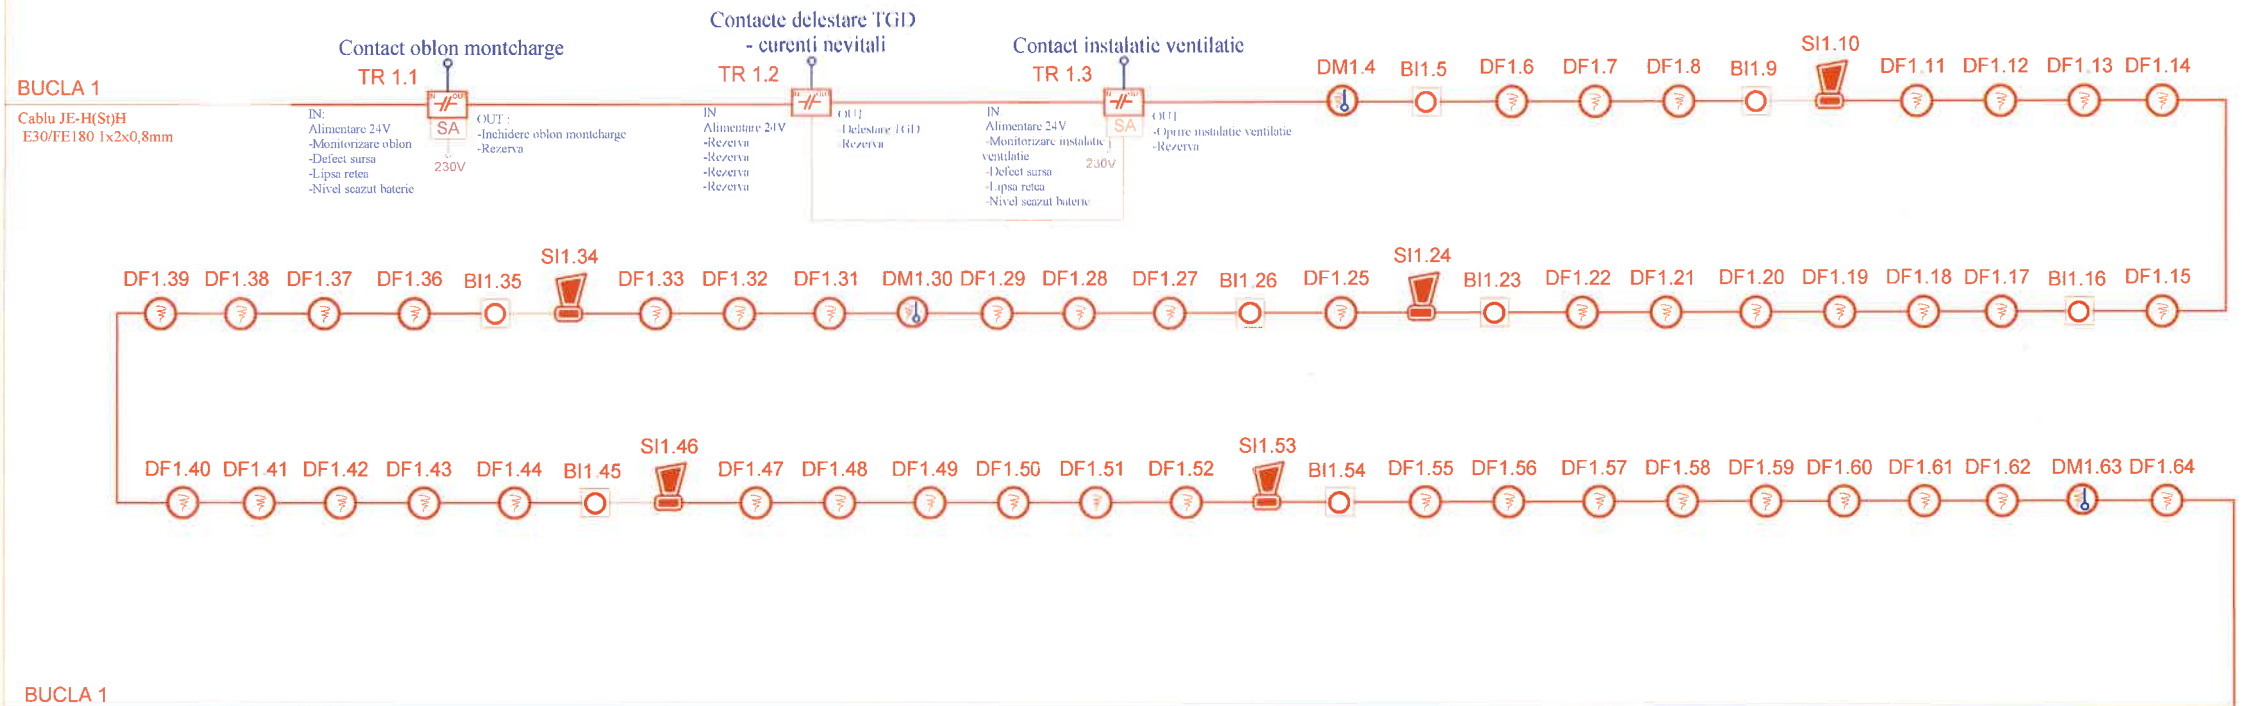 Contacte delestare TGD
- curenti nevitali
Contact oblon montcharge
Contact instalatie ventilatie
TR 1.1
TR 1.2
TR 1.3
BUCLA 1
Cablu JE-H(St)H
E30/FE180 1x2x0,8mm
IN OUT
SA
230V
IN:
Alimentare 24V
-Monitorizare oblon
-Defect sursa
-Lipsa retea
-Nivel scazut baterie
OUT :
-Inchidere oblon montcharge
-Rezerva
IN OUT
IN
Alimentare 24V
-Rezerva
-Rezerva
-Rezerva
-Rezerva
OUT
-Delestare TGD
-Rezerva
IN OUT
SA
230V
IN
Alimentare 24V
-Monitorizare instalatie
ventilatie
-Defect sursa
-Lipsa retea
-Nivel scazut baterie
OUT
-Oprire instalatie ventilatie
-Rezerva
DM1.4 BI1.5 DF1.6 DF1.7 DF1.8 BI1.9 SI1.10 DF1.11 DF1.12 DF1.13 DF1.14
DF1.39 DF1.38 DF1.37 DF1.36 BI1.35 SI1.34 DF1.33 DF1.32 DF1.31 DM1.30 DF1.29 DF1.28 DF1.27 BI1.26 DF1.25 SI1.24 BI1.23 DF1.22 DF1.21 DF1.20 DF1.19 DF1.18 DF1.17 BI1.16 DF1.15
DF1.40 DF1.41 DF1.42 DF1.43 DF1.44 BI1.45 SI1.46 DF1.47 DF1.48 DF1.49 DF1.50 DF1.51 DF1.52 SI1.53 BI1.54 DF1.55 DF1.56 DF1.57 DF1.58 DF1.59 DF1.60 DF1.61 DF1.62 DM1.63 DF1.64
BUCLA 1